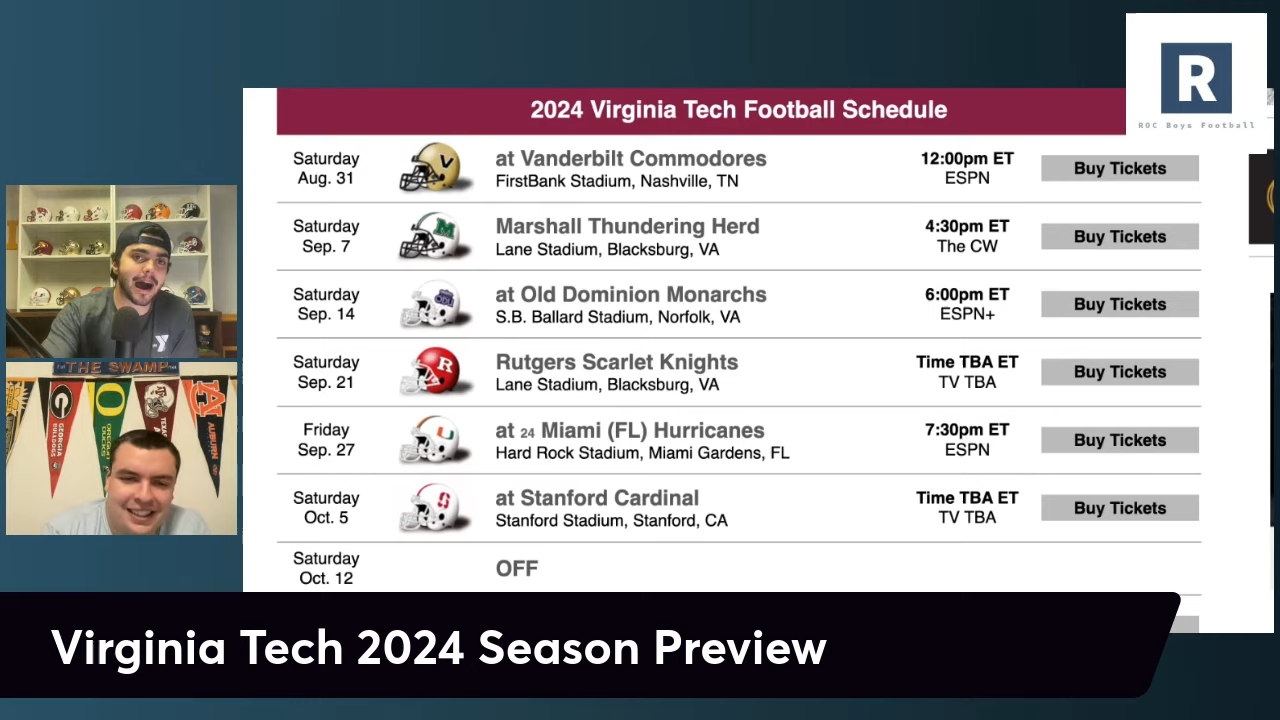 R
ROC Boys Football
2024 Virginia Tech Football Schedule
Saturday
Aug. 31
V
at Vanderbilt Commodores
FirstBank Stadium, Nashville, TN
12:00pm ET
ESPN
Buy Tickets
Saturday
Sep. 7
M
Marshall Thundering Herd
Lane Stadium, Blacksburg, VA
4:30pm ET
The CW
Buy Tickets
Saturday
Sep. 14
at Old Dominion Monarchs
S.B. Ballard Stadium, Norfolk, VA
6:00pm ET
ESPN+
Buy Tickets
Saturday
Sep. 21
R
Rutgers Scarlet Knights
Lane Stadium, Blacksburg, VA
Time TBA ET
TV TBA
Buy Tickets
Friday
Sep. 27
at 24 Miami (FL) Hurricanes
Hard Rock Stadium, Miami Gardens, FL
7:30pm ET
ESPN
Buy Tickets
Saturday
Oct. 5
S
at Stanford Cardinal
Stanford Stadium, Stanford, CA
Time TBA ET
TV TBA
Buy Tickets
Saturday
Oct. 12
OFF
Y
THE SWAMP
G
GEORGIA
BULLDOGS
O
OREGON
DUCKS
TEXAS
AUBURN
Virginia Tech 2024 Season Preview